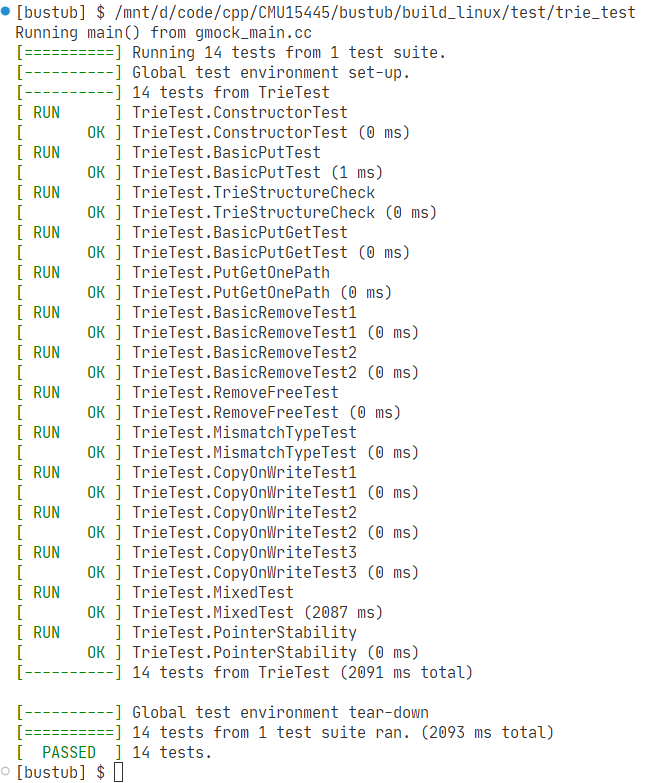 [bustub] $ /mnt/d/code/cpp/CMU15445/bustub/build_linux/test/trie_test
Running main() from gmock_main.cc
[==========] Running 14 tests from 1 test suite.
[----------] Global test environment set-up.
[----------] 14 tests from TrieTest
[ RUN      ] TrieTest.ConstructorTest
[       OK ] TrieTest.ConstructorTest (0 ms)
[ RUN      ] TrieTest.BasicPutTest
[       OK ] TrieTest.BasicPutTest (1 ms)
[ RUN      ] TrieTest.TrieStructureCheck
[       OK ] TrieTest.TrieStructureCheck (0 ms)
[ RUN      ] TrieTest.BasicPutGetTest
[       OK ] TrieTest.BasicPutGetTest (0 ms)
[ RUN      ] TrieTest.PutGetOnePath
[       OK ] TrieTest.PutGetOnePath (0 ms)
[ RUN      ] TrieTest.BasicRemoveTest1
[       OK ] TrieTest.BasicRemoveTest1 (0 ms)
[ RUN      ] TrieTest.BasicRemoveTest2
[       OK ] TrieTest.BasicRemoveTest2 (0 ms)
[ RUN      ] TrieTest.RemoveFreeTest
[       OK ] TrieTest.RemoveFreeTest (0 ms)
[ RUN      ] TrieTest.MismatchTypeTest
[       OK ] TrieTest.MismatchTypeTest (0 ms)
[ RUN      ] TrieTest.CopyOnWriteTest1
[       OK ] TrieTest.CopyOnWriteTest1 (0 ms)
[ RUN      ] TrieTest.CopyOnWriteTest2
[       OK ] TrieTest.CopyOnWriteTest2 (0 ms)
[ RUN      ] TrieTest.CopyOnWriteTest3
[       OK ] TrieTest.CopyOnWriteTest3 (0 ms)
[ RUN      ] TrieTest.MixedTest
[       OK ] TrieTest.MixedTest (2087 ms)
[ RUN      ] TrieTest.PointerStability
[       OK ] TrieTest.PointerStability (0 ms)
[----------] 14 tests from TrieTest (2091 ms total)

[----------] Global test environment tear-down
[==========] 14 tests from 1 test suite ran. (2093 ms total)
[  PASSED  ] 14 tests.
[bustub] $